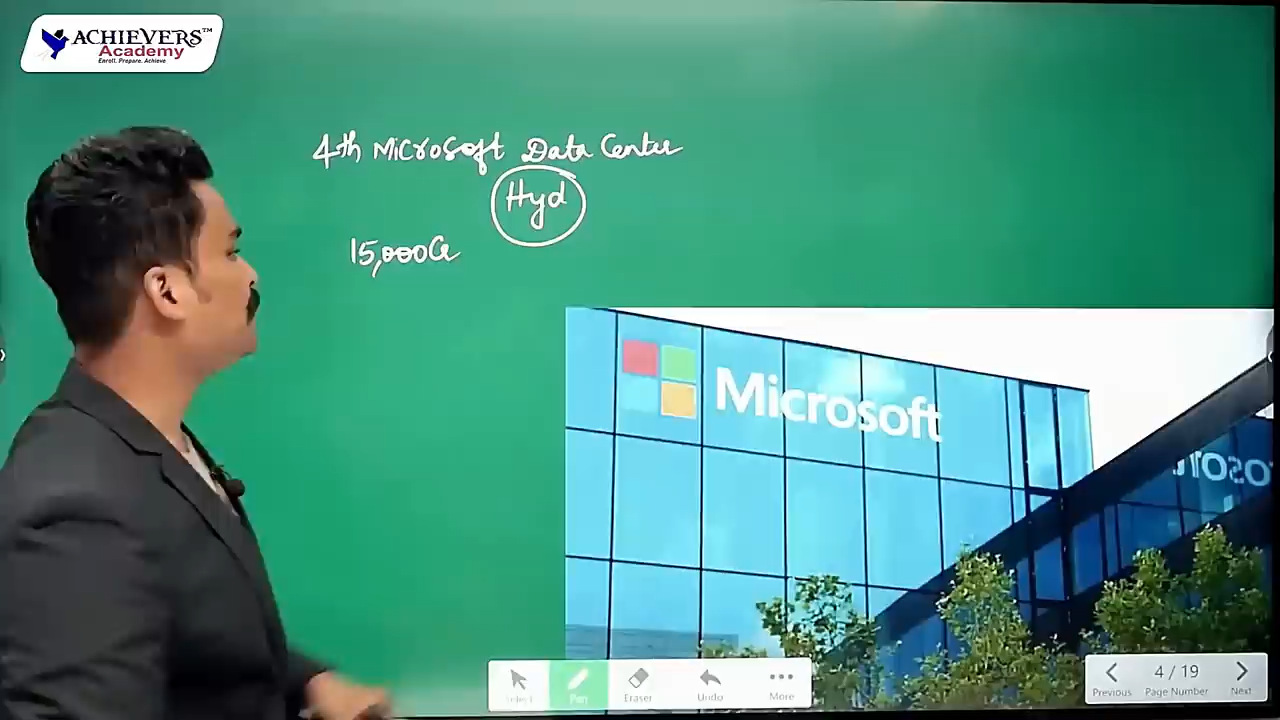 ACHIEVERS™
Academy
Enroll. Prepare. Achieve
4th Microsoft Data Center
Hyd
15,000Cr
Microsoft
Select
Pen
Eraser
Undo
More
4 / 19
Previous
Page Number
Next